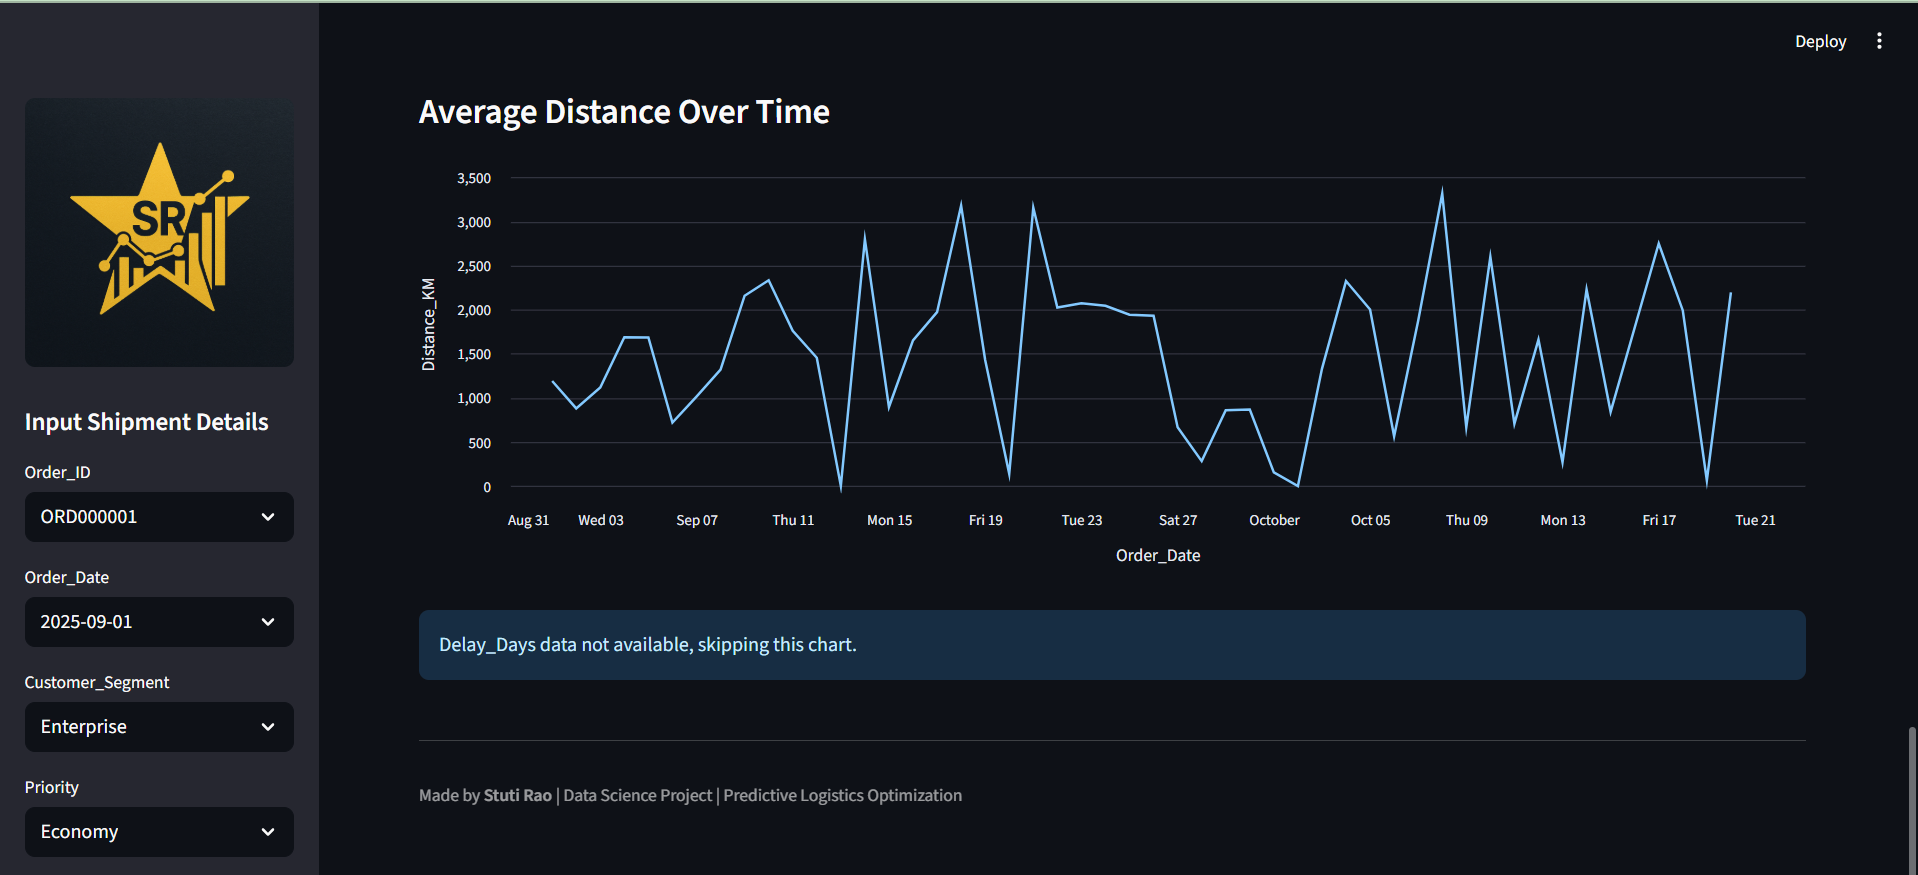 Deploy
SR
Input Shipment Details
Order_ID
ORD000001
Order_Date
2025-09-01
Customer_Segment
Enterprise
Priority
Economy
Average Distance Over Time
3,500
3,000
2,500
2,000
1,500
1,000
500
0
Distance_KM
Aug 31 Wed 03 Sep 07 Thu 11 Mon 15 Fri 19 Tue 23 Sat 27 October Oct 05 Thu 09 Mon 13 Fri 17 Tue 21
Order_Date
Delay_Days data not available, skipping this chart.
Made by Stuti Rao | Data Science Project | Predictive Logistics Optimization